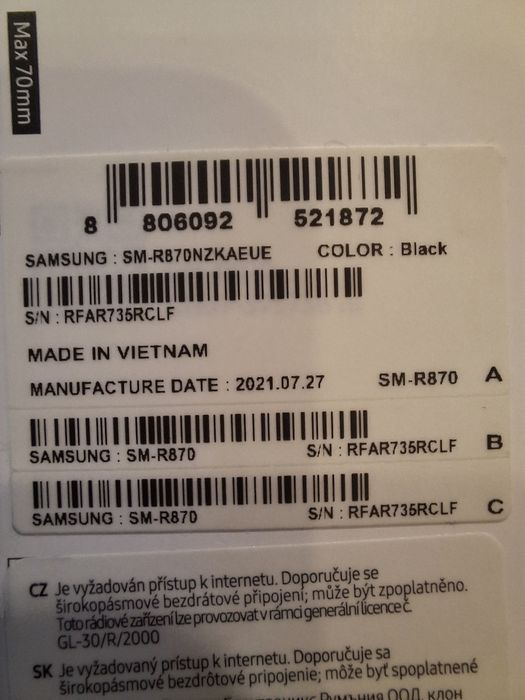 Max 70mm
8 806092 521872
SAMSUNG : SM-R870NZKAEUE COLOR : Black
S/N : RFAR735RCLF
MADE IN VIETNAM
MANUFACTURE DATE : 2021.07.27 SM-R870 A
SAMSUNG : SM-R870 S/N : RFAR735RCLF B
SAMSUNG : SM-R870 S/N : RFAR735RCLF C
CZ Je vyžadován přístup k internetu. Doporučuje se
širokopásmové bezdrátové připojení; může být zpoplatněno.
Toto rádiové zařízení lze provozovat v rámci generální licence č.
GL-30/R/2000
SK Je vyžadovaný prístup k internetu. Doporučuje sa
širokopásmové bezdrôtové pripojenie; môže byť spoplatnené
Румъния ООД, клон